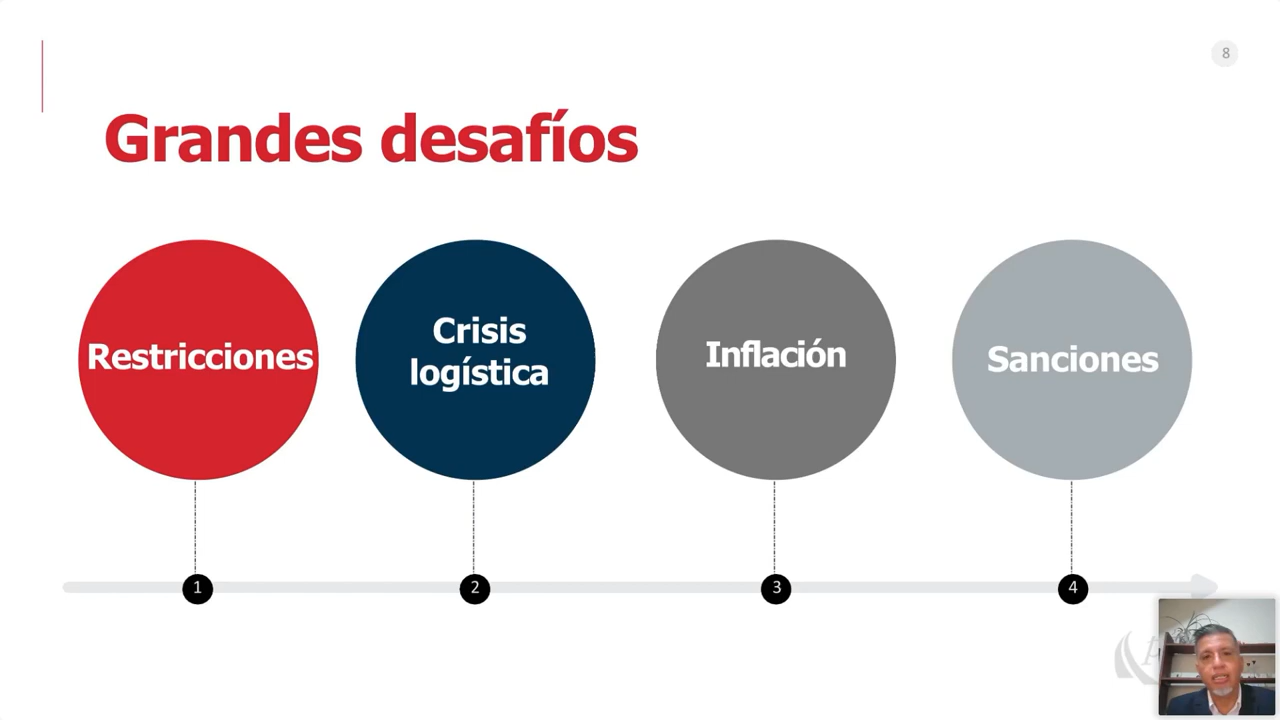 8
Grandes desafíos
Restricciones
Crisis
logística
Inflación
Sanciones
1
2
3
4